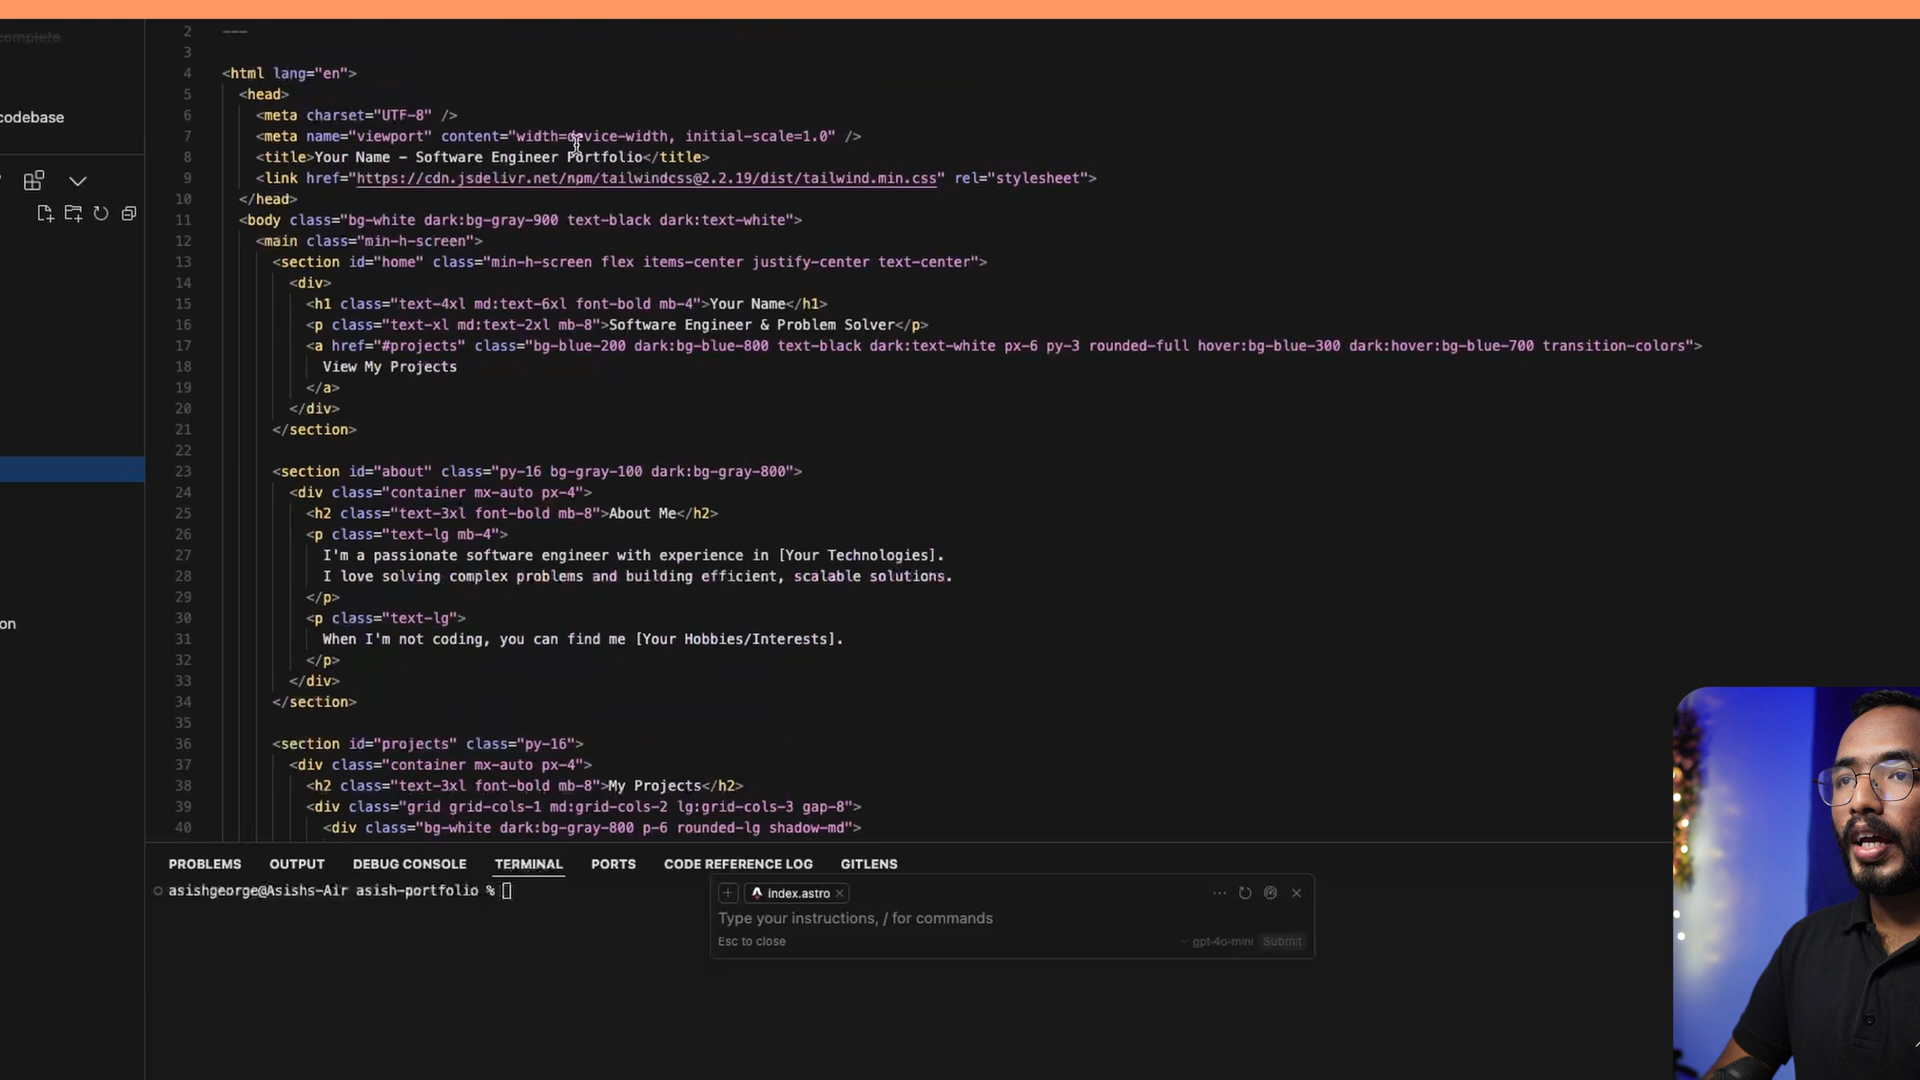 complete
codebase
on
2 ---
3
4 <html lang="en">
5 <head>
6 <meta charset="UTF-8" />
7 <meta name="viewport" content="width=device-width, initial-scale=1.0" />
8 <title>Your Name – Software Engineer Portfolio</title>
9 <link href="https://cdn.jsdelivr.net/npm/tailwindcss@2.2.19/dist/tailwind.min.css" rel="stylesheet">
10 </head>
11 <body class="bg-white dark:bg-gray-900 text-black dark:text-white">
12 <main class="min-h-screen">
13 <section id="home" class="min-h-screen flex items-center justify-center text-center">
14 <div>
15 <h1 class="text-4xl md:text-6xl font-bold mb-4">Your Name</h1>
16 <p class="text-xl md:text-2xl mb-8">Software Engineer & Problem Solver</p>
17 <a href="#projects" class="bg-blue-200 dark:bg-blue-800 text-black dark:text-white px-6 py-3 rounded-full hover:bg-blue-300 dark:hover:bg-blue-700 transition-colors">
18 View My Projects
19 </a>
20 </div>
21 </section>
22
23 <section id="about" class="py-16 bg-gray-100 dark:bg-gray-800">
24 <div class="container mx-auto px-4">
25 <h2 class="text-3xl font-bold mb-8">About Me</h2>
26 <p class="text-lg mb-4">
27 I'm a passionate software engineer with experience in [Your Technologies].
28 I love solving complex problems and building efficient, scalable solutions.
29 </p>
30 <p class="text-lg">
31 When I'm not coding, you can find me [Your Hobbies/Interests].
32 </p>
33 </div>
34 </section>
35
36 <section id="projects" class="py-16">
37 <div class="container mx-auto px-4">
38 <h2 class="text-3xl font-bold mb-8">My Projects</h2>
39 <div class="grid grid-cols-1 md:grid-cols-2 lg:grid-cols-3 gap-8">
40 <div class="bg-white dark:bg-gray-800 p-6 rounded-lg shadow-md">
PROBLEMS OUTPUT DEBUG CONSOLE TERMINAL PORTS CODE REFERENCE LOG GITLENS
asishgeorge@Asishs-Air asish-portfolio %
+ index.astro
Type your instructions, / for commands
Esc to close gpt-4o-mini Submit